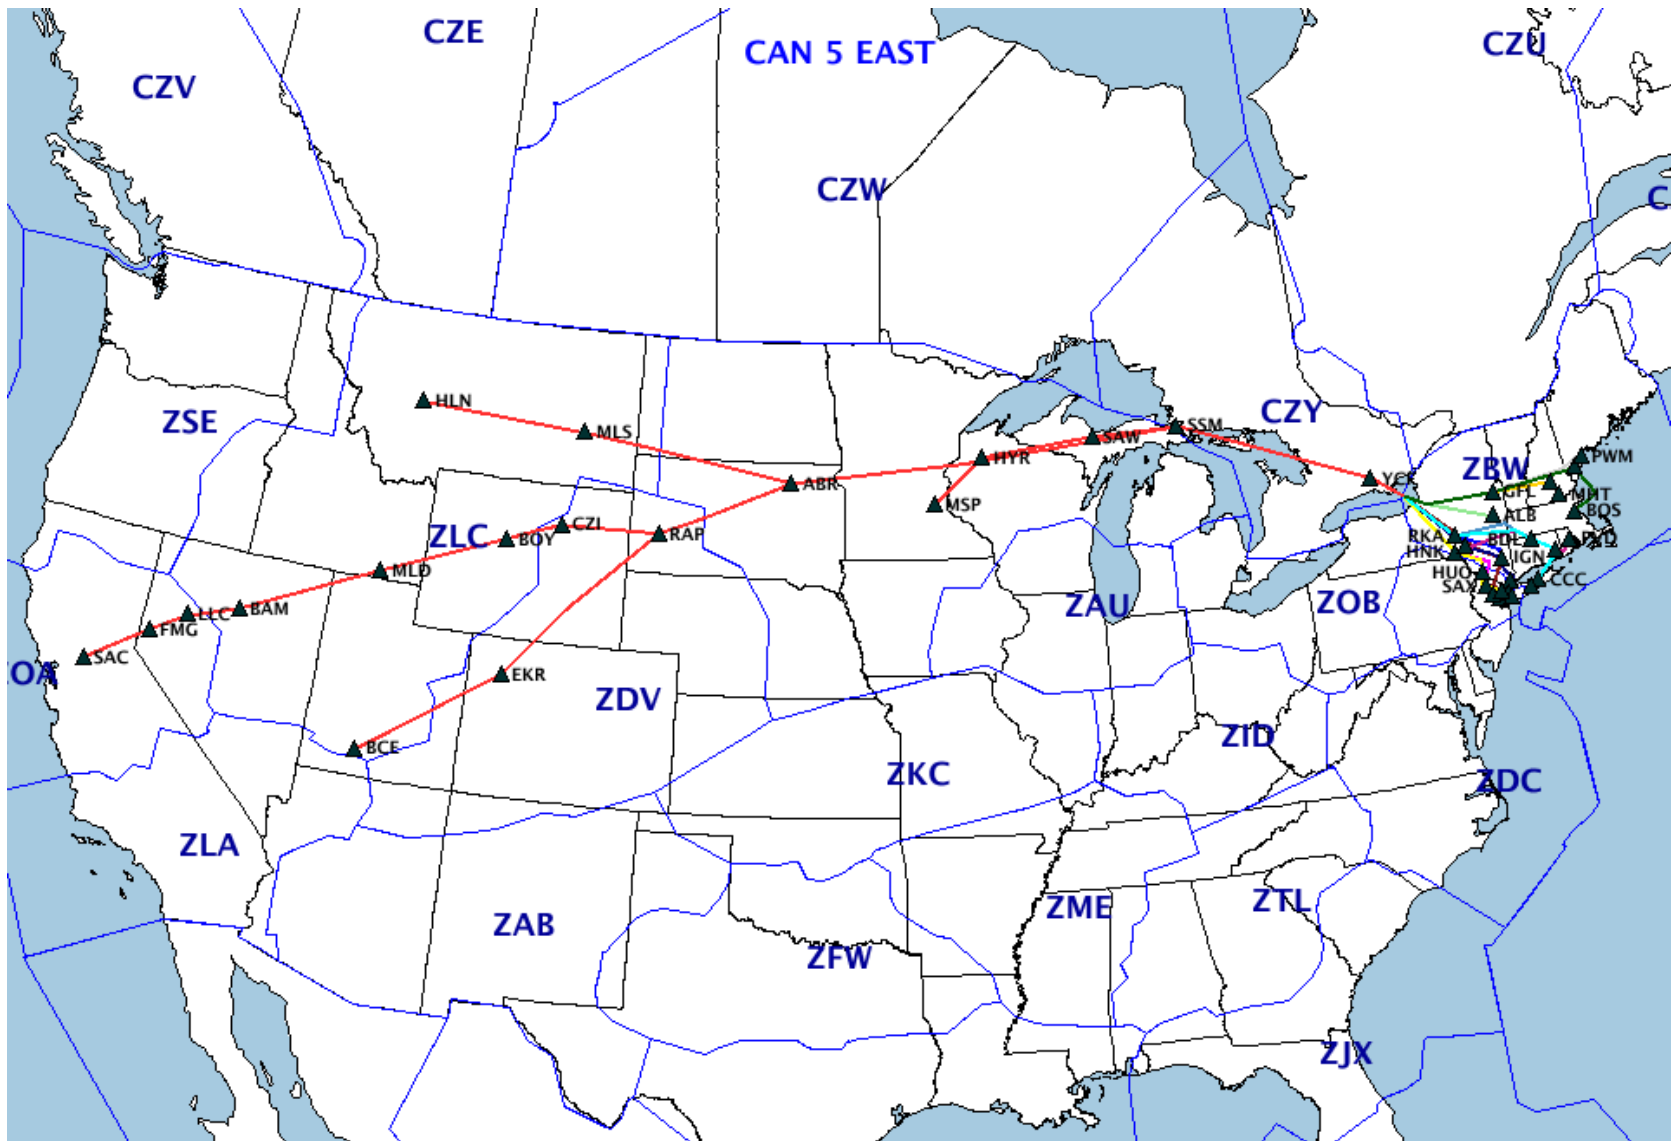 CZE
CZU
CAN 5 EAST
CZV
CZW
HLN
CZY
ZSE
MLS
SSM
SAW
HYR
PWM
ZBW
YCF
ABR
GFL
MHT
MSP
BOS
ALB
CZI
ZLC
BOY
RAP
RKA
BDL
PVD
HNK
IGN
MLD
HUO
CCC
SAX
LLC
BAM
ZAU
ZOB
FMG
SAC
EKR
ZDV
BCE
ZID
ZKC
ZDC
ZLA
ZME
ZTL
ZAB
ZFW
ZJX